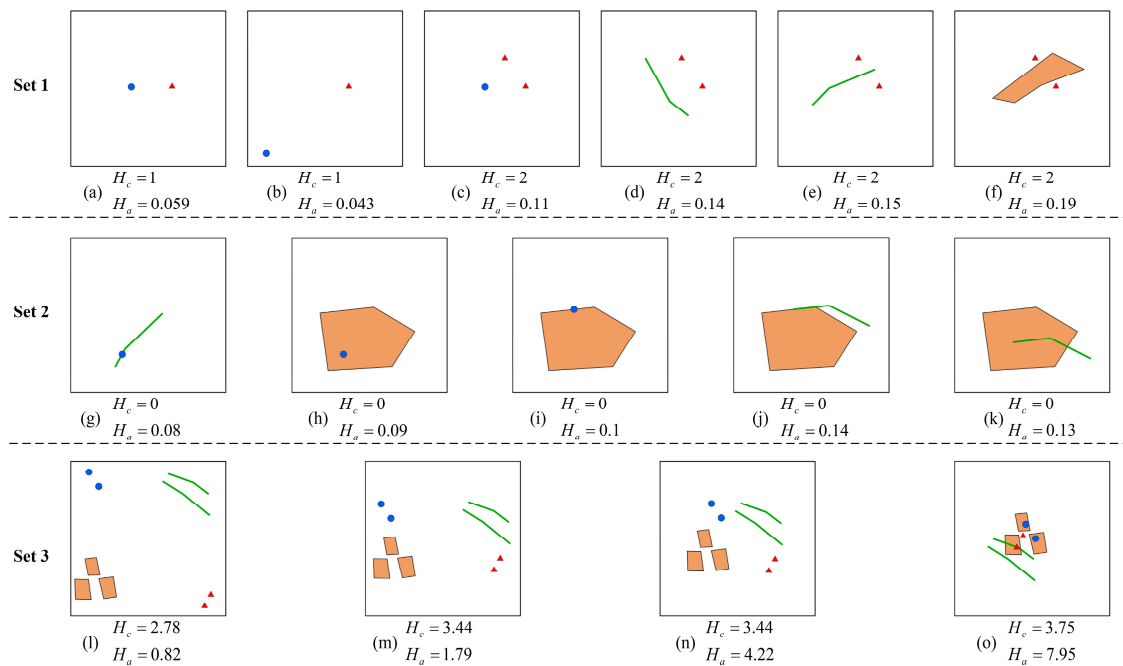 Set 1
(a) H_c = 1
H_a = 0.059
(b) H_c = 1
H_a = 0.043
(c) H_c = 2
H_a = 0.11
(d) H_c = 2
H_a = 0.14
(e) H_c = 2
H_a = 0.15
(f) H_c = 2
H_a = 0.19
Set 2
(g) H_c = 0
H_a = 0.08
(h) H_c = 0
H_a = 0.09
(i) H_c = 0
H_a = 0.1
(j) H_c = 0
H_a = 0.14
(k) H_c = 0
H_a = 0.13
Set 3
(l) H_c = 2.78
H_a = 0.82
(m) H_c = 3.44
H_a = 1.79
(n) H_c = 3.44
H_a = 4.22
(o) H_c = 3.75
H_a = 7.95